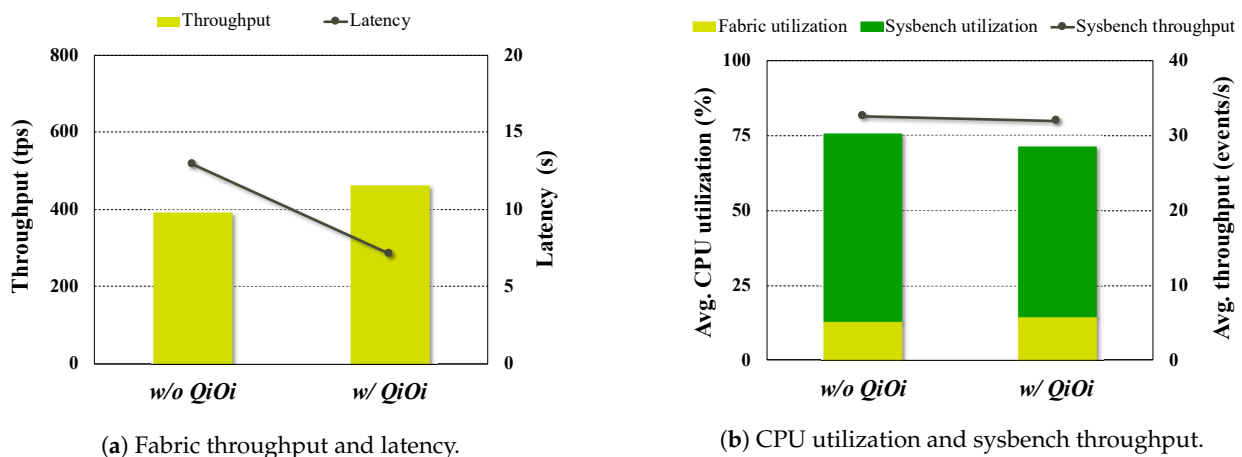 Throughput Latency
800
600
400
200
0
Throughput (tps)
20
15
10
5
0
Latency (s)
w/o QiOi w/ QiOi
(a) Fabric throughput and latency.
Fabric utilization Sysbench utilization Sysbench throughput
100
75
50
25
0
Avg. CPU utilization (%)
40
30
20
10
0
Avg. throughput (events/s)
w/o QiOi w/ QiOi
(b) CPU utilization and sysbench throughput.